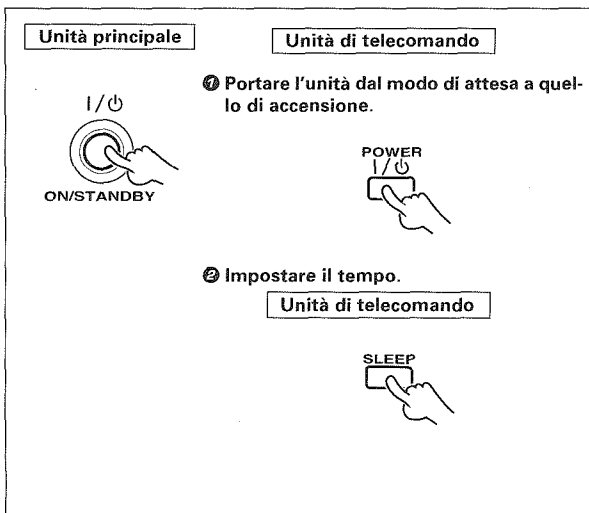 Unità principale
Unità di telecomando
❶ Portare l'unità dal modo di attesa a quel-
lo di accensione.
I/⏻
ON/STANDBY
POWER
I/⏻
❷ Impostare il tempo.
Unità di telecomando
SLEEP